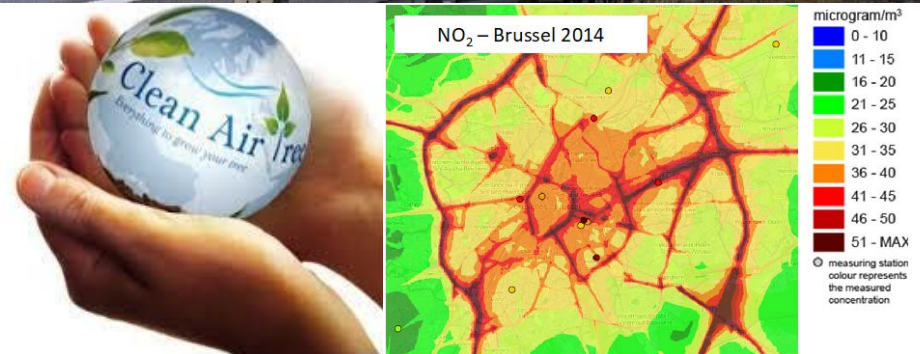 Clean Air Tree
Everything to grow your tree
NO₂ – Brussel 2014
microgram/m³
0 - 10
11 - 15
16 - 20
21 - 25
26 - 30
31 - 35
36 - 40
41 - 45
46 - 50
51 - MAX
measuring station
colour represents
the measured
concentration